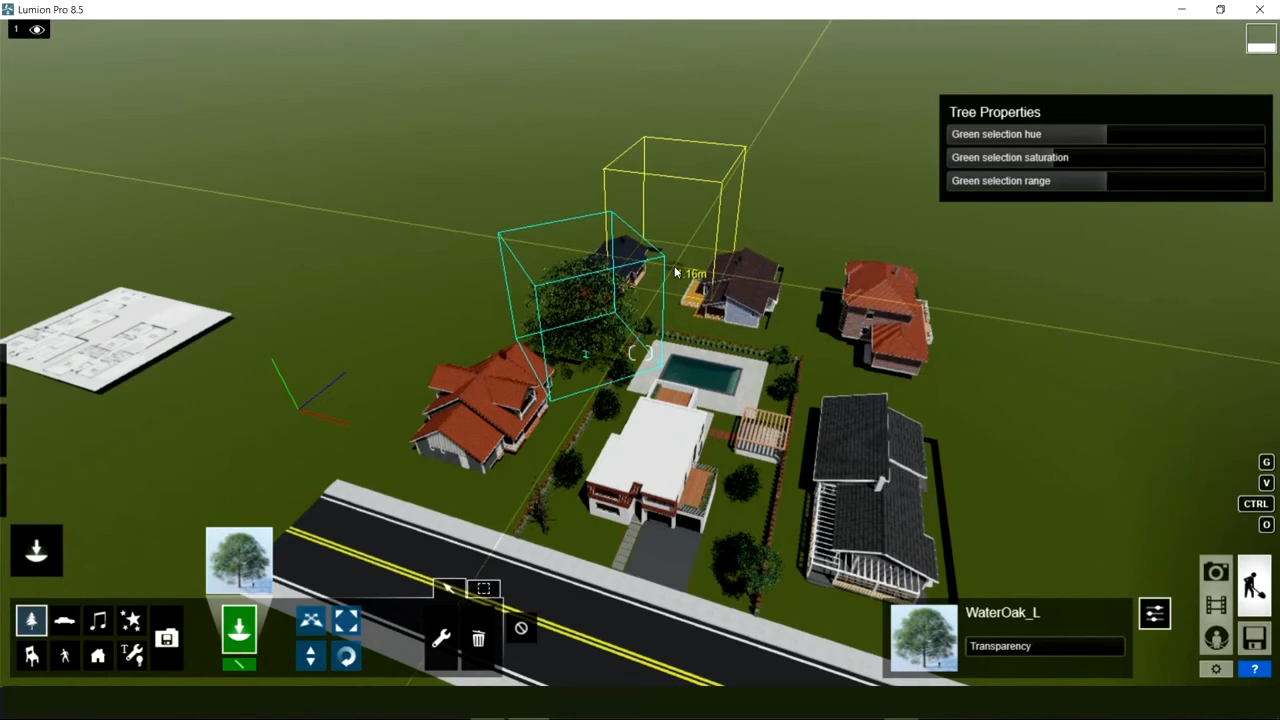 Lumion Pro 8.5
1
Tree Properties
Green selection hue
Green selection saturation
Green selection range
16m
G
V
CTRL
O
WaterOak_L
Transparency
T
?